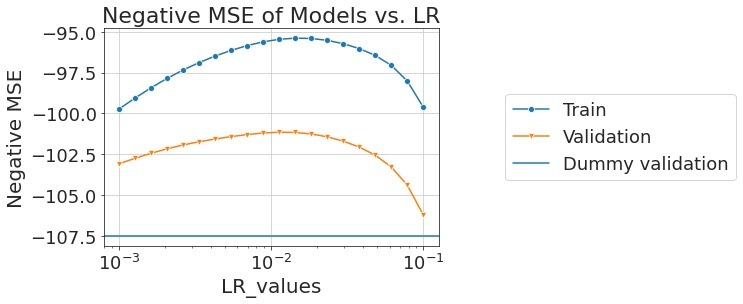 Negative MSE of Models vs. LR
Negative MSE
−95.0
−97.5
−100.0
−102.5
−105.0
−107.5
10⁻³
10⁻²
10⁻¹
LR_values
Train
Validation
Dummy validation